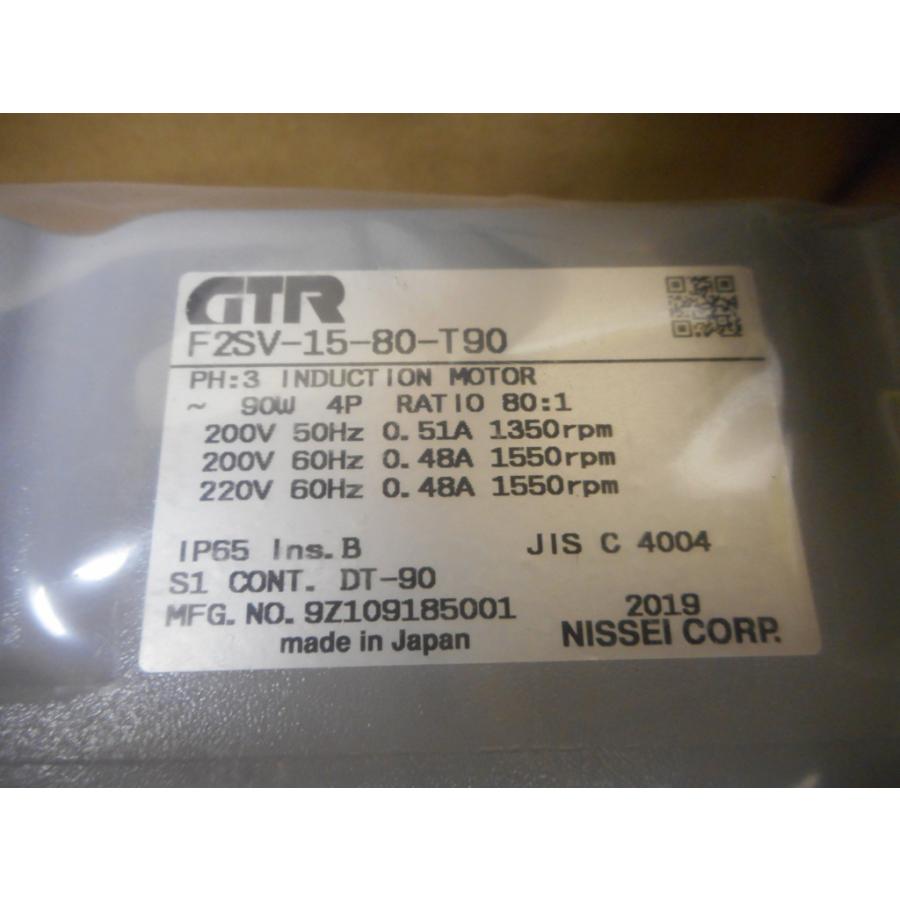 GTR
F2SV-15-80-T90
PH:3 INDUCTION MOTOR
~ 90W 4P RATIO 80:1
200V 50Hz 0.51A 1350rpm
200V 60Hz 0.48A 1550rpm
220V 60Hz 0.48A 1550rpm
IP65 Ins.B JIS C 4004
S1 CONT. DT-90
MFG.NO.9Z109185001 2019
made in Japan NISSEI CORP.